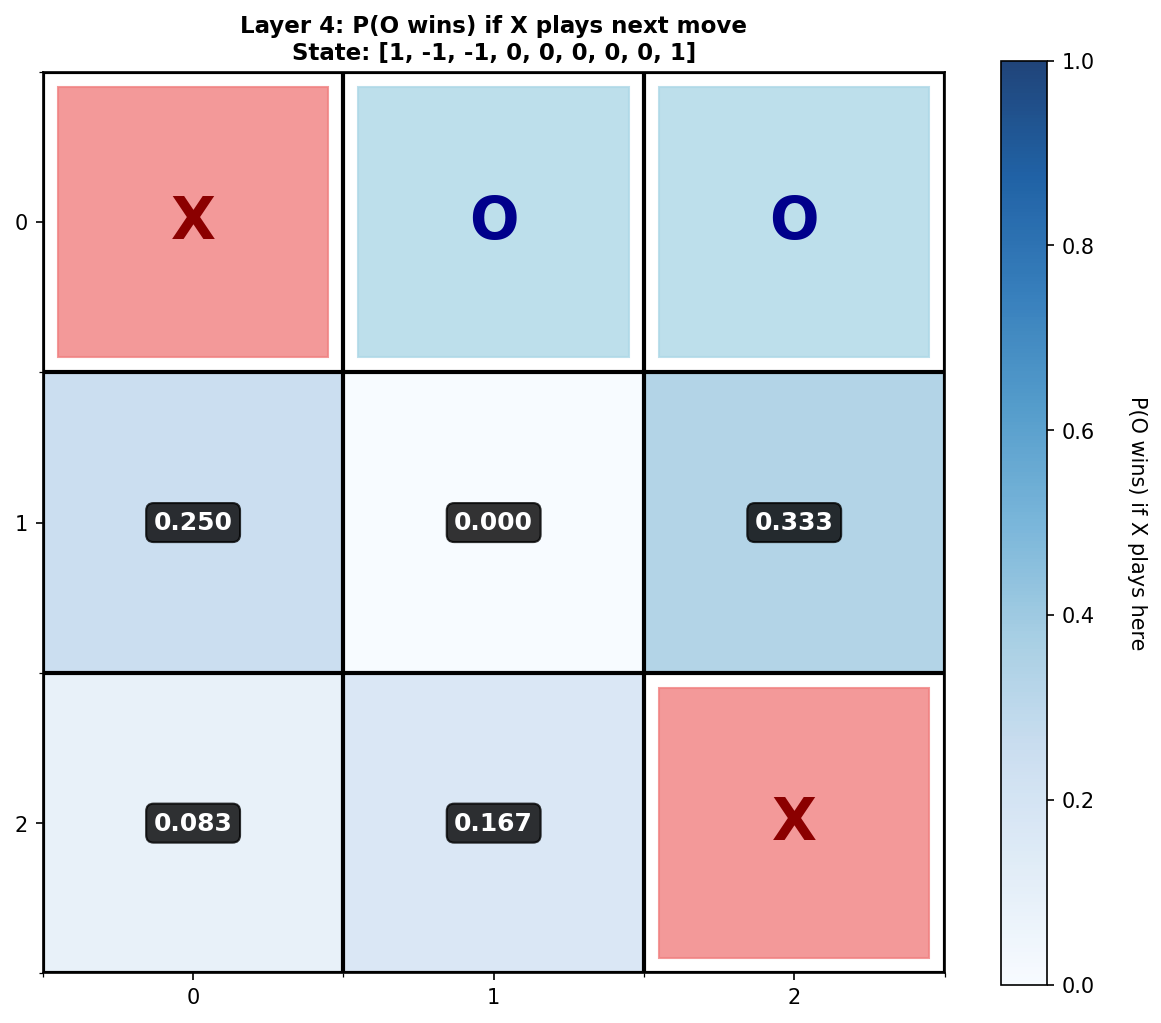 Layer 4: P(O wins) if X plays next move
State: [1, -1, -1, 0, 0, 0, 0, 0, 1]
X
O
O
0
0.250
0.000
0.333
1
0.083
0.167
X
2
0
1
2
1.0
0.8
0.6
0.4
0.2
0.0
P(O wins) if X plays here